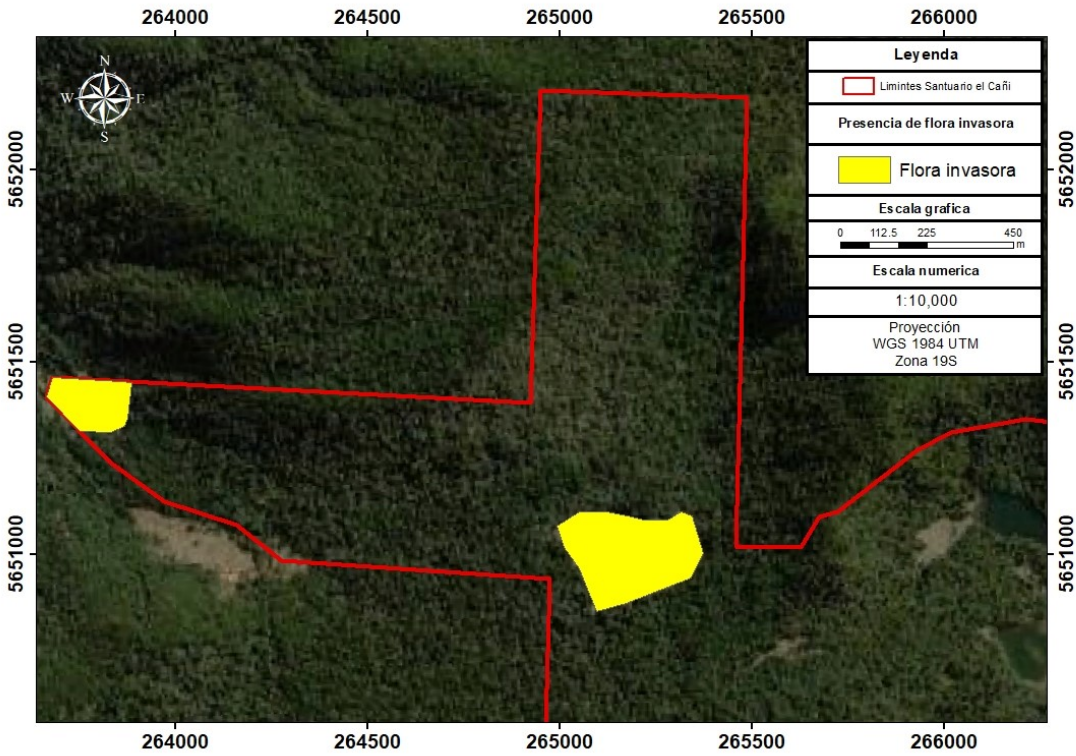 264000 264500 265000 265500 266000
N
W E
S
5652000
5651500
5651000
Leyenda
Limintes Santuario el Cañi
Presencia de flora invasora
Flora invasora
Escala grafica
0 112.5 225 450
m
Escala numerica
1:10,000
Proyección
WGS 1984 UTM
Zona 19S
5652000
5651500
5651000
264000 264500 265000 265500 266000